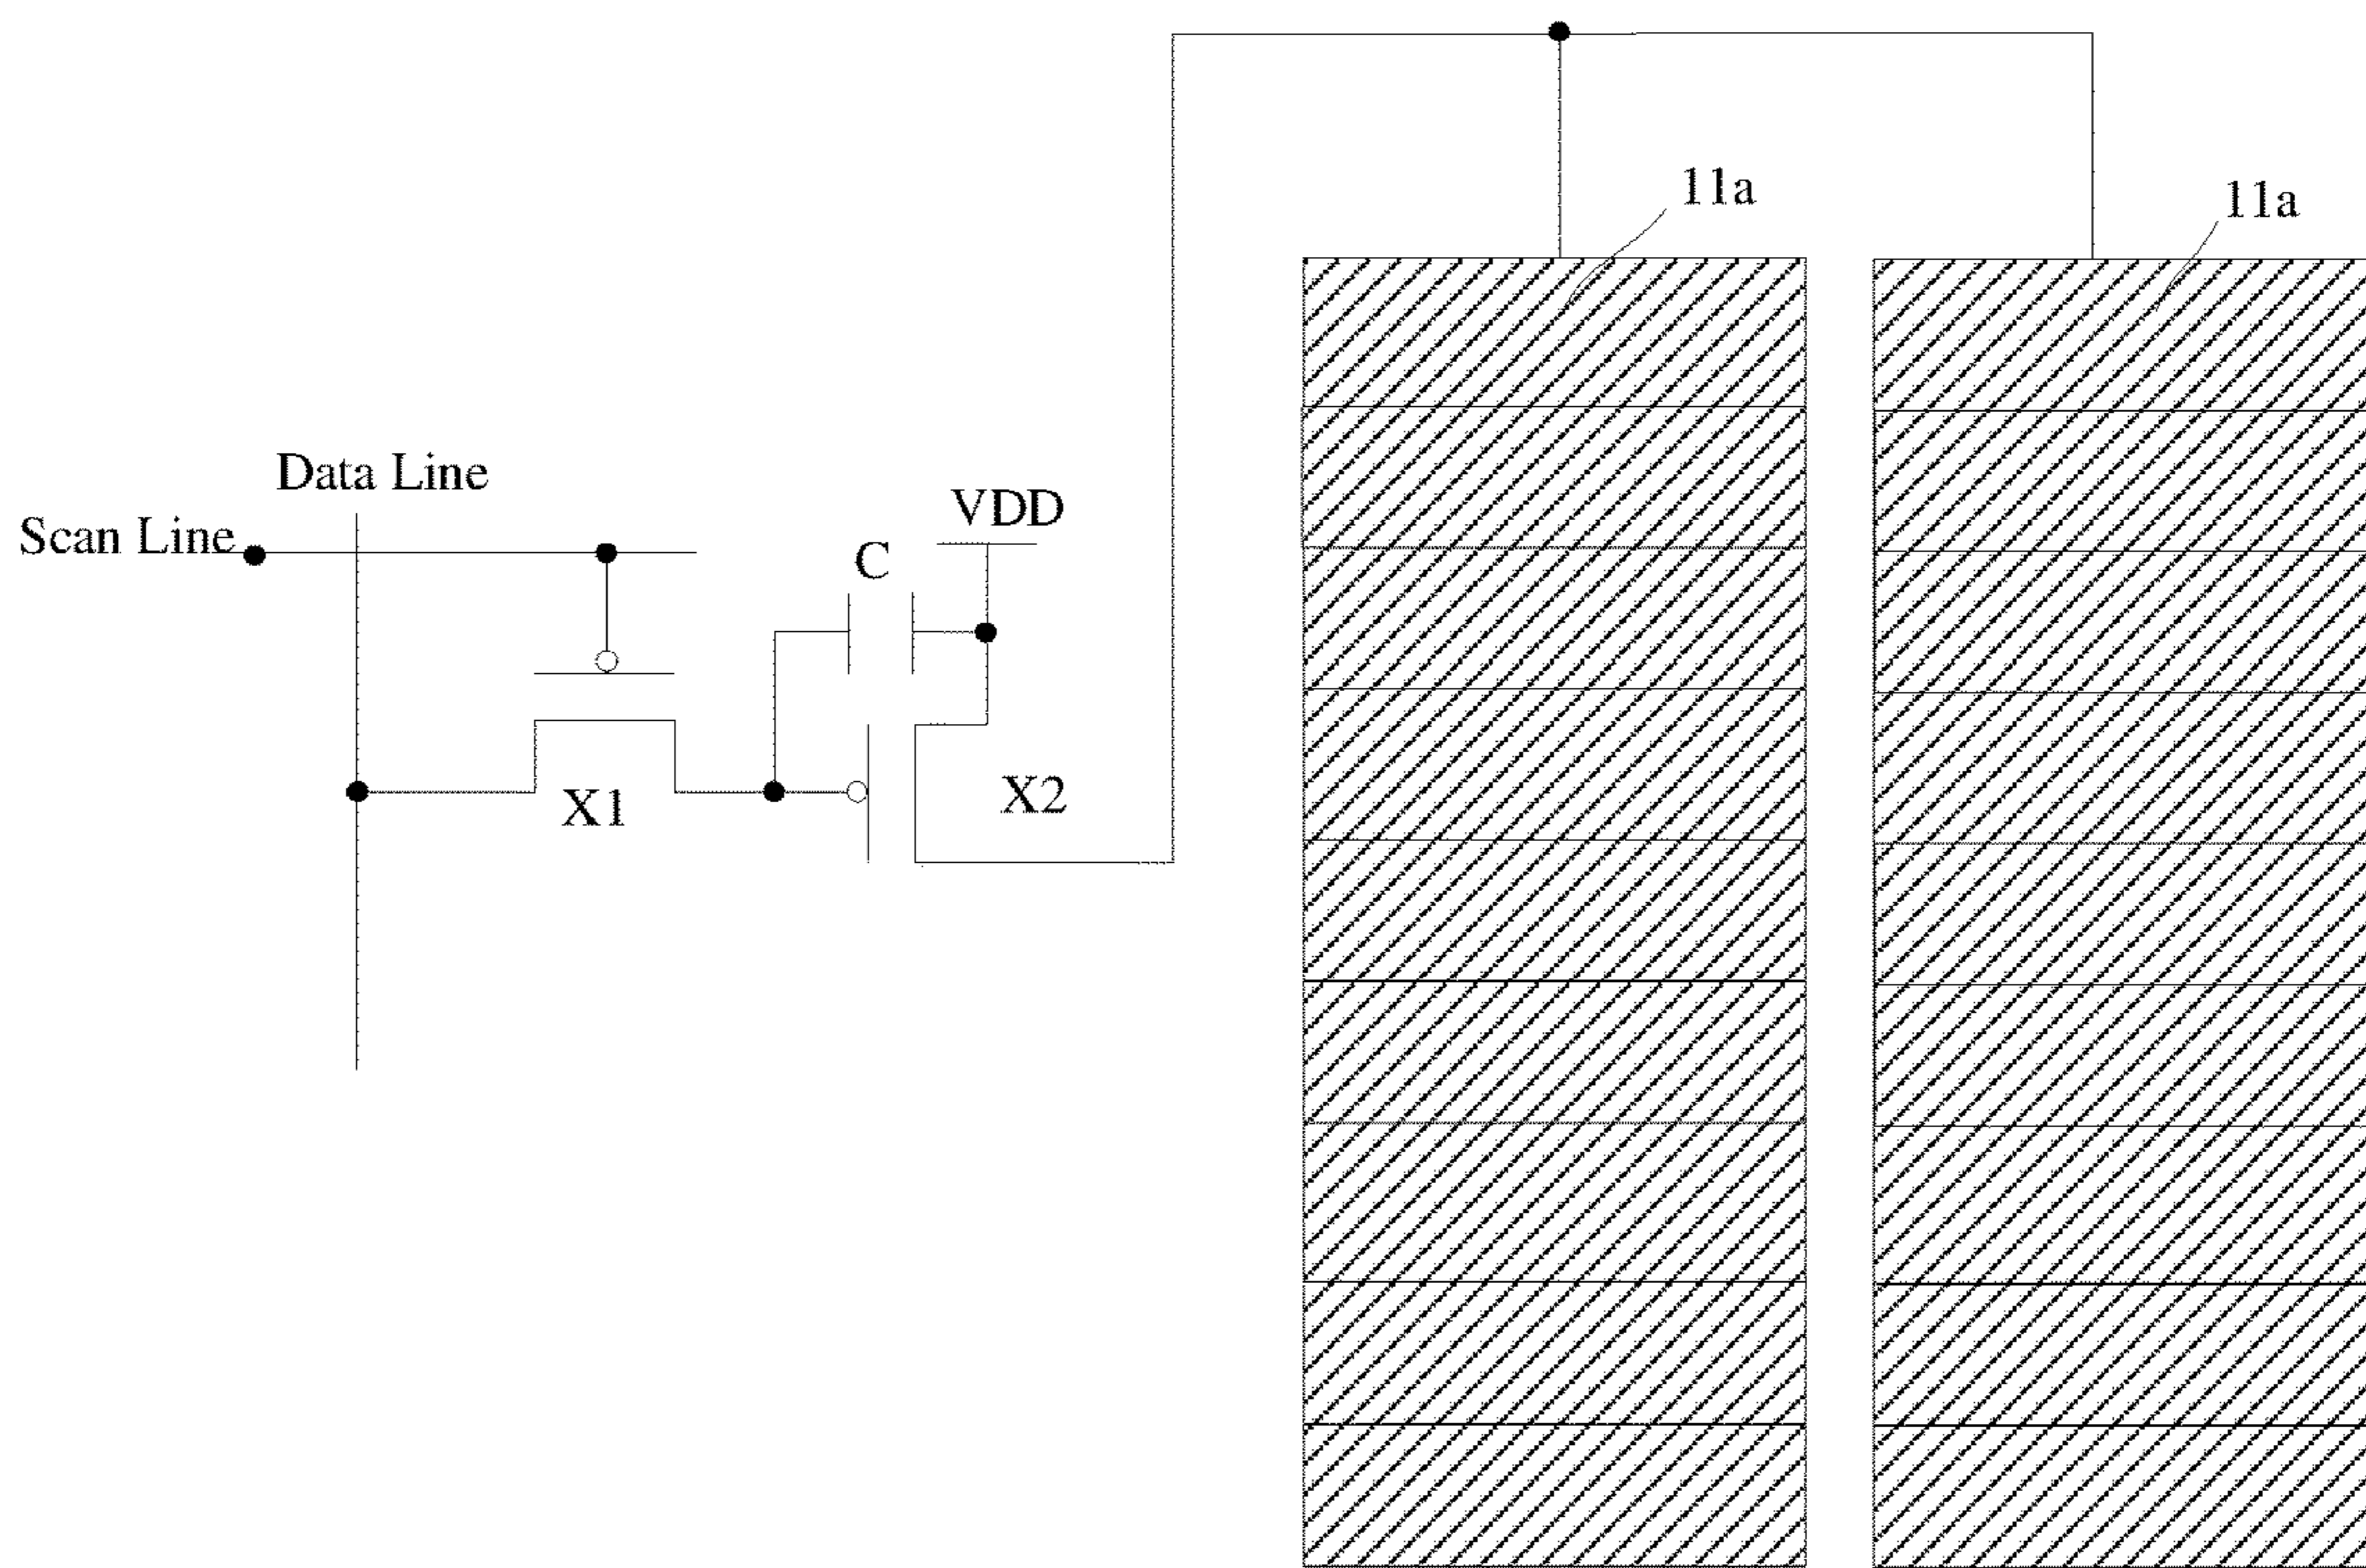 11a
11a
Data Line
Scan Line
VDD
C
X1
X2